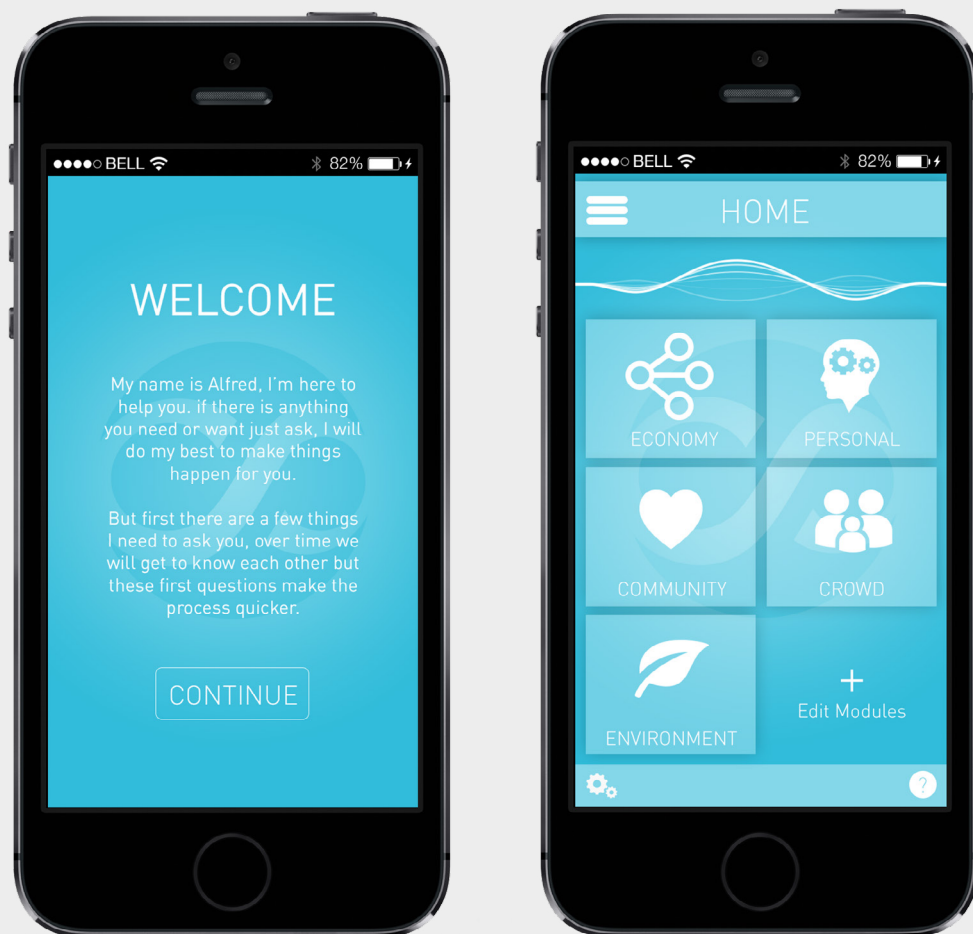 BELL 82%
WELCOME
My name is Alfred, I'm here to
help you. if there is anything
you need or want just ask, I will
do my best to make things
happen for you.
But first there are a few things
I need to ask you, over time we
will get to know each other but
these first questions make the
process quicker.
CONTINUE
BELL 82%
HOME
ECONOMY
PERSONAL
COMMUNITY
CROWD
ENVIRONMENT
+
Edit Modules
?